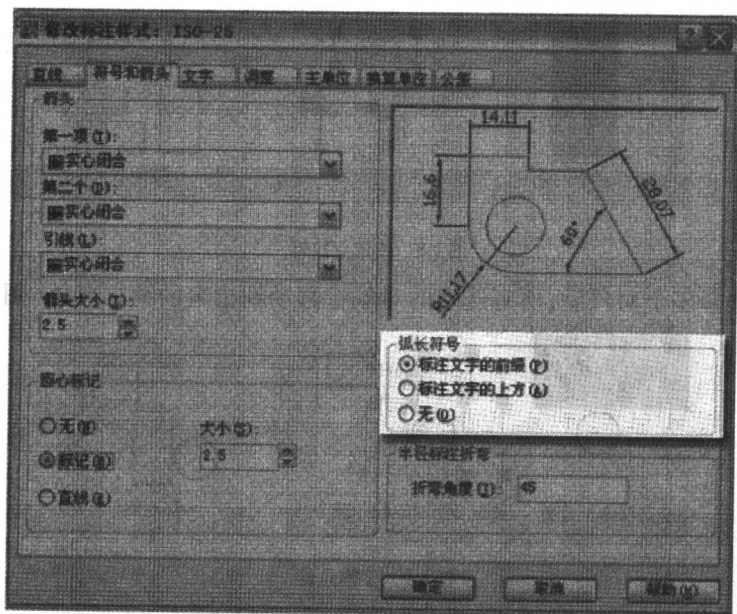 修改标注样式: ISO-25
直线 符号和箭头 文字 调整 主单位 换算单位 公差
箭头
第一项(T):
实心闭合
第二个(D):
实心闭合
引线(L):
实心闭合
箭头大小(I):
2.5
圆心标记
无(N)
标记(M)
直线(E)
大小(S):
2.5
14.11
16.6
28.07
60°
R11.17
弧长符号
标注文字的前缀(P)
标注文字的上方(A)
无(O)
半径标注折弯
折弯角度(J): 45
确定 取消 帮助(H)